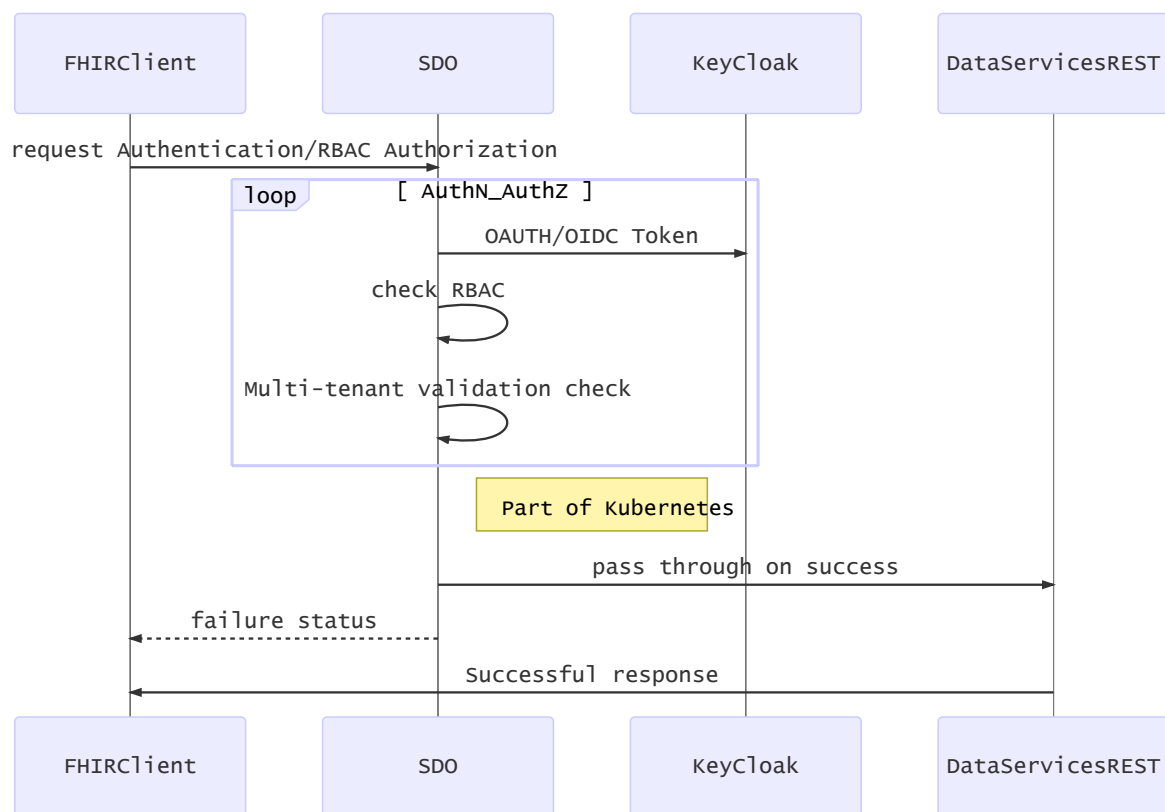 FHIRClient
SDO
KeyCloak
DataServicesREST
request Authentication/RBAC Authorization
loop
[ AuthN_AuthZ ]
OAUTH/OIDC Token
check RBAC
Multi-tenant validation check
Part of Kubernetes
pass through on success
failure status
Successful response
FHIRClient
SDO
KeyCloak
DataServicesREST